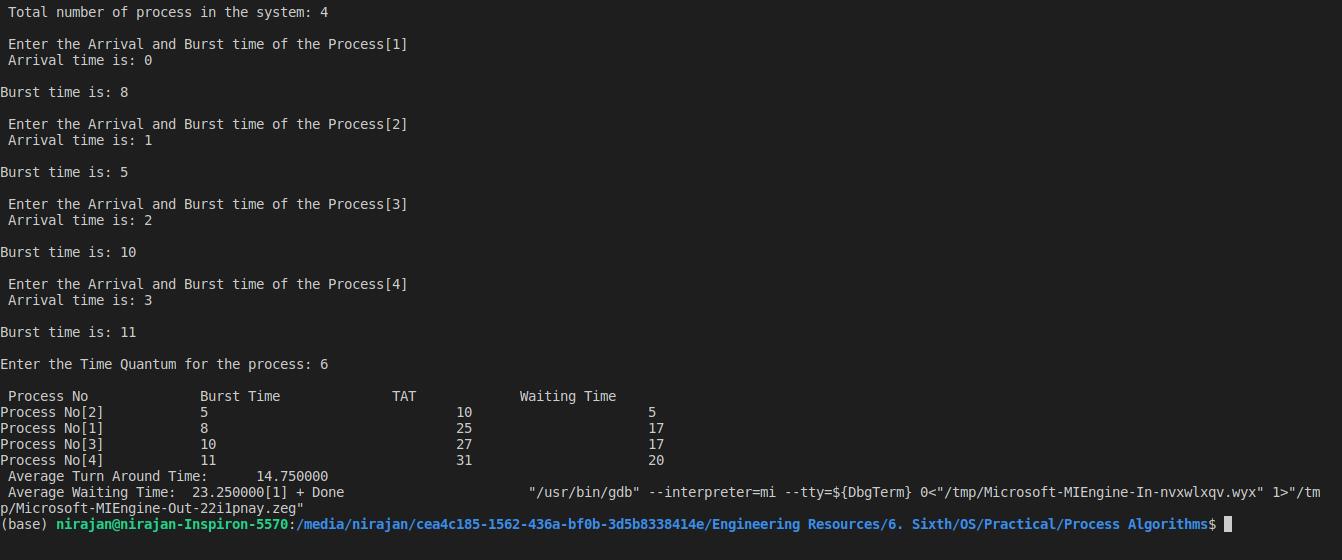 Total number of process in the system: 4
Enter the Arrival and Burst time of the Process[1]
Arrival time is: 0
Burst time is: 8
Enter the Arrival and Burst time of the Process[2]
Arrival time is: 1
Burst time is: 5
Enter the Arrival and Burst time of the Process[3]
Arrival time is: 2
Burst time is: 10
Enter the Arrival and Burst time of the Process[4]
Arrival time is: 3
Burst time is: 11
Enter the Time Quantum for the process: 6
Process No Burst Time TAT Waiting Time
Process No[2] 5 10 5
Process No[1] 8 25 17
Process No[3] 10 27 17
Process No[4] 11 31 20
Average Turn Around Time: 14.750000
Average Waiting Time: 23.250000[1] + Done "/usr/bin/gdb" --interpreter=mi --tty=${DbgTerm} 0<"/tmp/Microsoft-MIEngine-In-nvxwlxqv.wyx" 1>"/tm
p/Microsoft-MIEngine-Out-22i1pnay.zeg"
(base) nirajan@nirajan-Inspiron-5570:/media/nirajan/cea4c185-1562-436a-bf0b-3d5b8338414e/Engineering Resources/6. Sixth/OS/Practical/Process Algorithms$